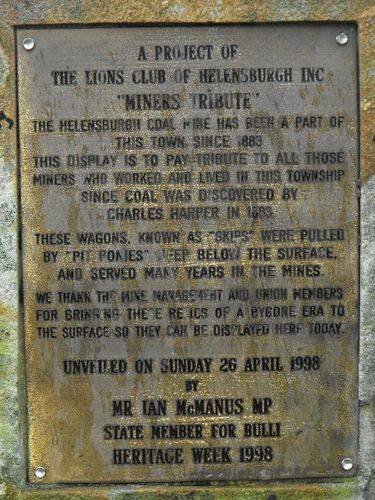 A PROJECT OF
THE LIONS CLUB OF HELENSBURGH INC
"MINERS TRIBUTE"
THE HELENSBURGH COAL MINE HAS BEEN A PART OF
THIS TOWN SINCE 1883
THIS DISPLAY IS TO PAY TRIBUTE TO ALL THOSE
MINERS WHO WORKED AND LIVED IN THIS TOWNSHIP
SINCE COAL WAS DISCOVERED BY
CHARLES HARPER IN 1883
THESE WAGONS, KNOWN AS "SKIPS" WERE PULLED
BY "PIT PONIES" DEEP BELOW THE SURFACE,
AND SERVED MANY YEARS IN THE MINES.
WE THANK THE MINE MANAGEMENT AND UNION MEMBERS
FOR BRINGING THESE RELICS OF A BYGONE ERA TO
THE SURFACE SO THEY CAN BE DISPLAYED HERE TODAY.
UNVEILED ON SUNDAY 26 APRIL 1998
BY
MR IAN McMANUS MP
STATE MEMBER FOR BULLI
HERITAGE WEEK 1998